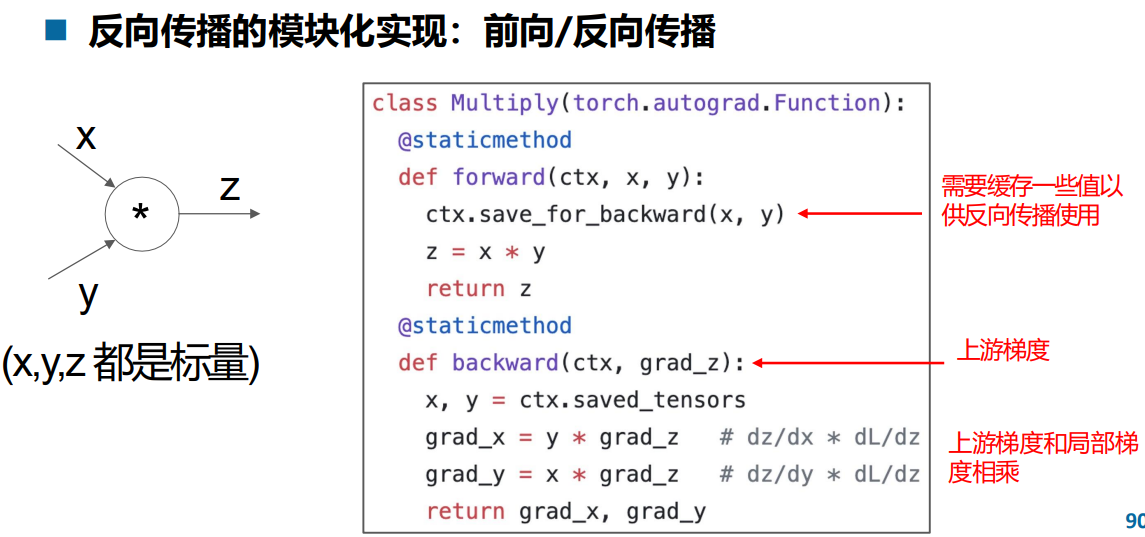 反向传播的模块化实现：前向/反向传播
x
z
*
y
(x,y,z 都是标量)
class Multiply(torch.autograd.Function):
@staticmethod
def forward(ctx, x, y):
ctx.save_for_backward(x, y)
z = x * y
return z
@staticmethod
def backward(ctx, grad_z):
x, y = ctx.saved_tensors
grad_x = y * grad_z   # dz/dx * dL/dz
grad_y = x * grad_z   # dz/dy * dL/dz
return grad_x, grad_y
需要缓存一些值以
供反向传播使用
上游梯度
上游梯度和局部梯
度相乘
90